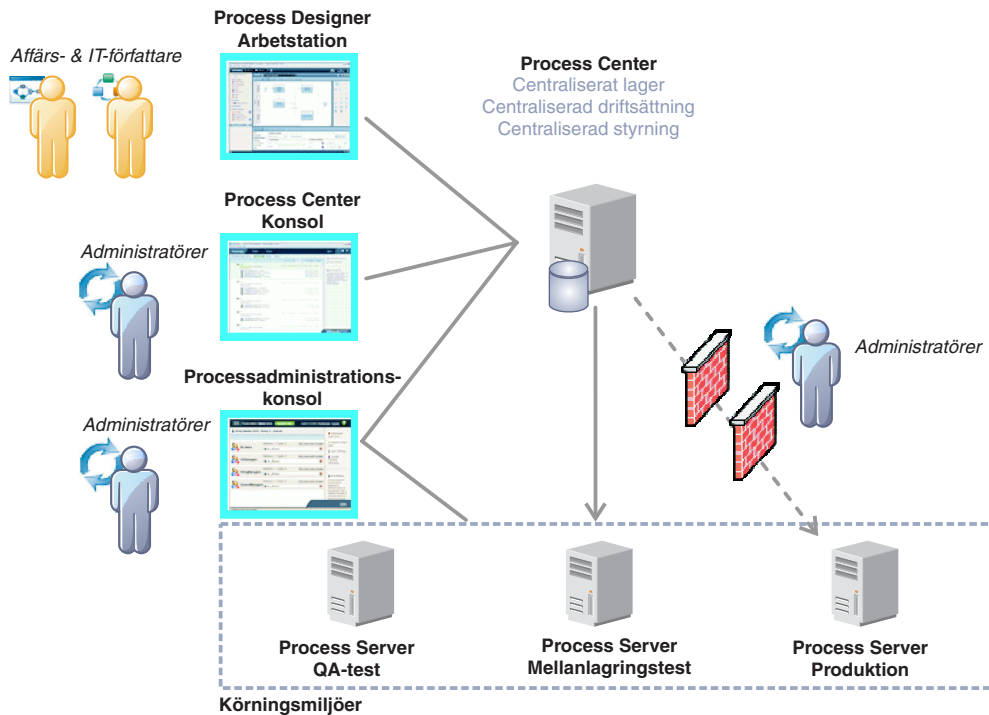 Process Designer
Arbetstation
Affärs- & IT-författare
Process Center
Centraliserat lager
Centraliserad driftsättning
Centraliserad styrning
Process Center
Konsol
Administratörer
Administratörer
Processadministrations-
konsol
Administratörer
Process Server
QA-test
Process Server
Mellanlagringstest
Process Server
Produktion
Körningsmiljöer